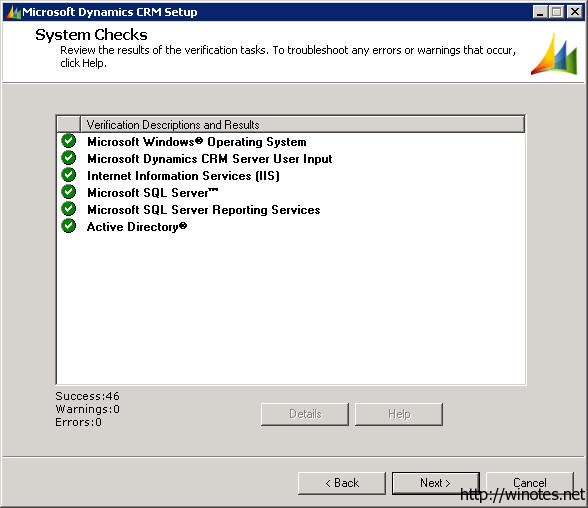 Microsoft Dynamics CRM Setup
System Checks
Review the results of the verification tasks. To troubleshoot any errors or warnings that occur,
click Help.
Verification Descriptions and Results
Microsoft Windows® Operating System
Microsoft Dynamics CRM Server User Input
Internet Information Services (IIS)
Microsoft SQL Server™
Microsoft SQL Server Reporting Services
Active Directory®
Success:46
Warnings:0
Errors:0
Details
Help
< Back
Next >
Cancel
http://winotes.net